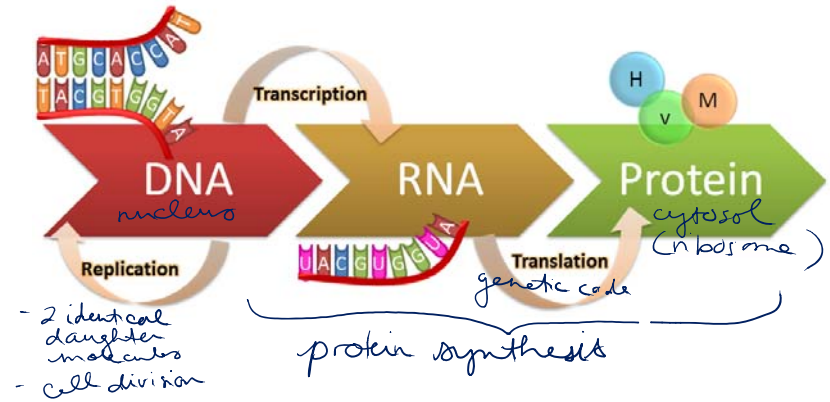 ATGCACCAT
TACGTGGTA
Transcription
H
V
M
DNA
nucleus
RNA
Protein
cytosol
(ribosome)
Replication
UACGUGGUA
Translation
genetic code
- 2 identical
daughter
molecules
- cell division
protein synthesis